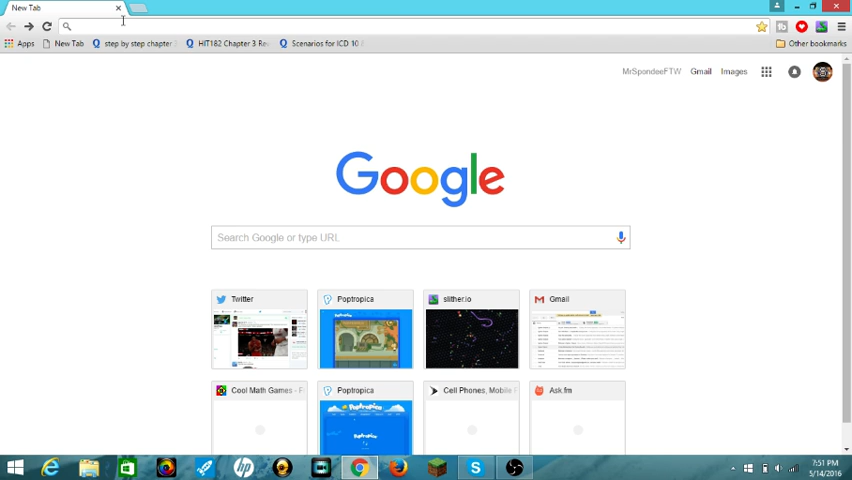 New Tab
Apps New Tab step by step chapter HIT182 Chapter 3 Re Scenarios for ICD 10 Other bookmarks
MrSpondeeFTW Gmail Images
Google
Search Google or type URL
Twitter Poptropica slither.io Gmail
Cool Math Games - F Poptropica Cell Phones, Mobile Ask.fm
Poptropica
7:51 PM
5/14/2016